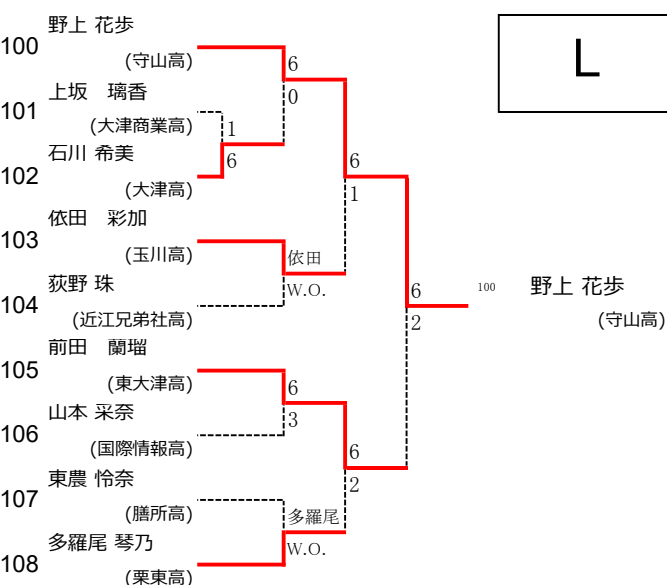 L
100 野上 花歩
(守山高)
101 上坂　璃香
(大津商業高)
102 石川 希美
(大津高)
103 依田　彩加
(玉川高)
104 荻野 珠
(近江兄弟社高)
105 前田　蘭瑠
(東大津高)
106 山本 采奈
(国際情報高)
107 東農 怜奈
(膳所高)
108 多羅尾 琴乃
(栗東高)
1
6
6
0
依田
W.O.
6
3
多羅尾
W.O.
6
1
6
2
6
2
100 野上 花歩
(守山高)